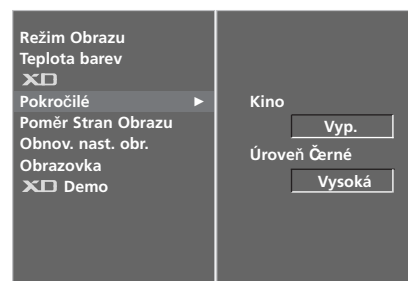 Režim Obrazu
Teplota barev
XD
Pokročilé ►
Poměr Stran Obrazu
Obnov. nast. obr.
Obrazovka
XD Demo
Kino
Vyp.
Úroveň Černé
Vysoká